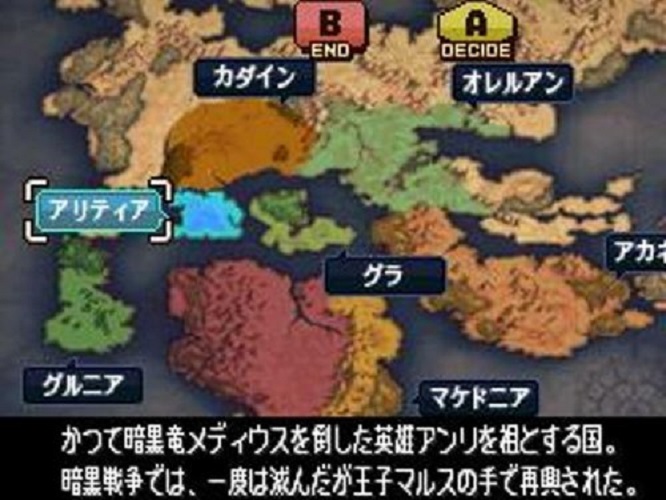 B
END
A
DECIDE
カダイン
オレルアン
アリティア
アカネ
グラ
グルニア
マケドニア
かつて暗黒竜メディウスを倒した英雄アンリを祖とする国。
暗黒戦争では、一度は滅んだが王子マルスの手で再興された。